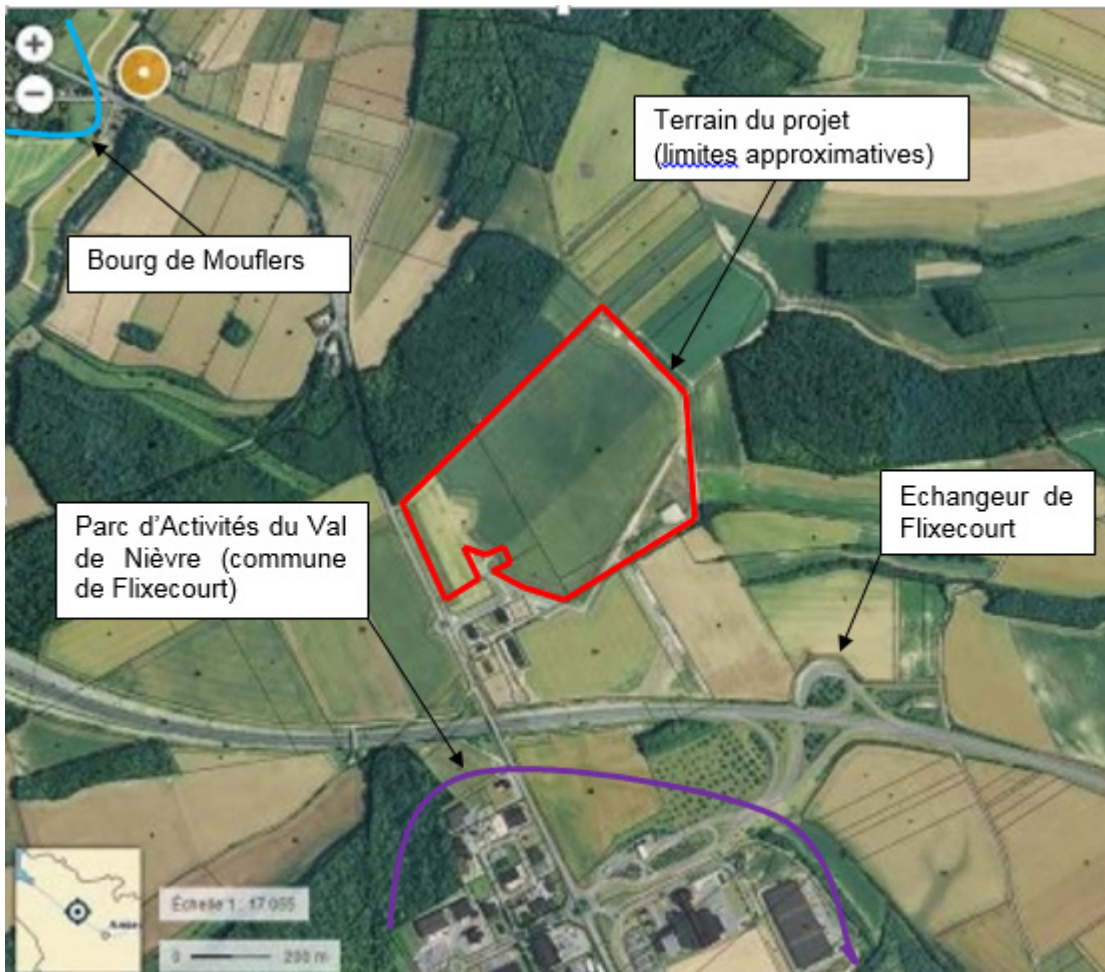 Terrain du projet
(limites approximatives)
Bourg de Mouflers
Echangeur de
Flixecourt
Parc d’Activités du Val
de Nièvre (commune
de Flixecourt)
Échelle 1 : 17 055
0 200 m